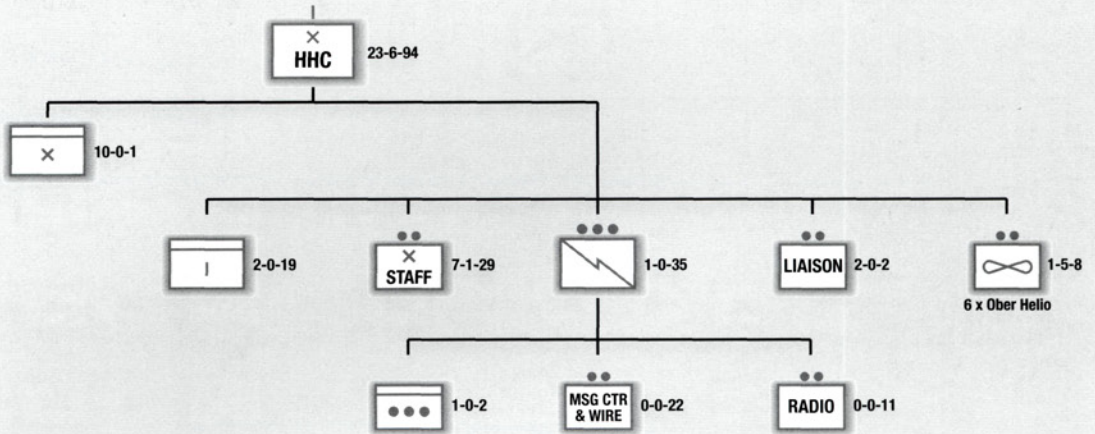 HHC
23-6-94
10-0-1
2-0-19
STAFF
7-1-29
1-0-35
LIAISON
2-0-2
1-5-8
6 x Ober Helio
1-0-2
MSG CTR
& WIRE
0-0-22
RADIO
0-0-11